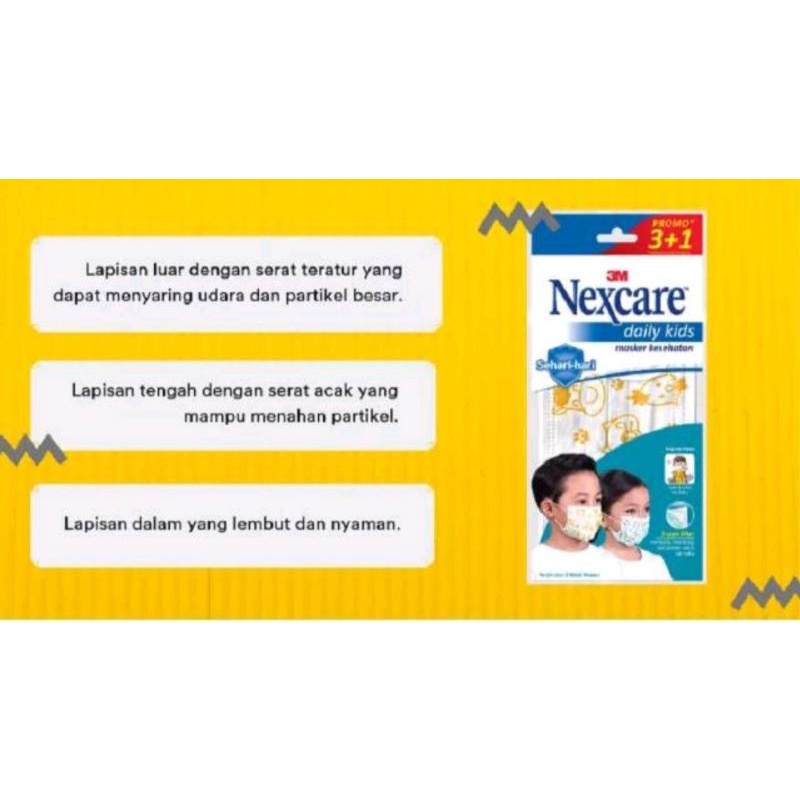 Lapisan luar dengan serat teratur yang
dapat menyaring udara dan partikel besar.
Lapisan tengah dengan serat acak yang
mampu menahan partikel.
Lapisan dalam yang lembut dan nyaman.
PROMO*
3+1
3M
Nexcare
daily kids
masker kesehatan
Sehari-hari